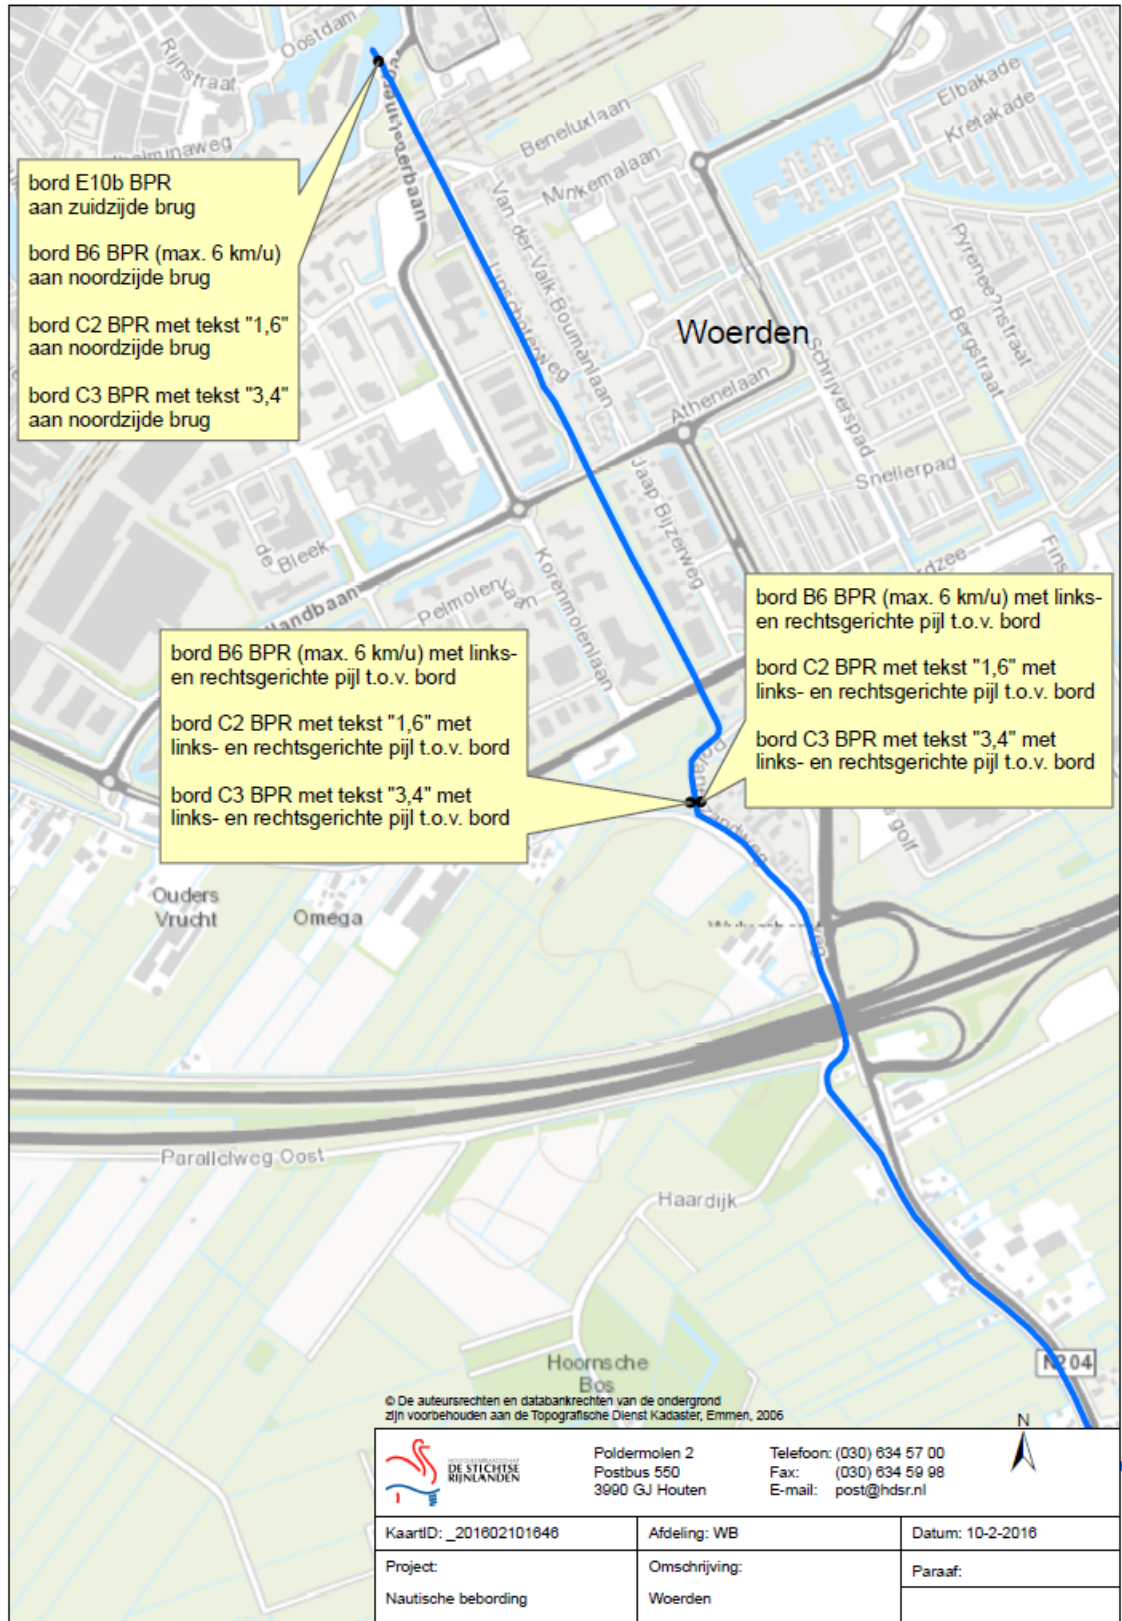 Oostdam
Rijnstraat
bord E10b BPR
aan zuidzijde brug
bord B6 BPR (max. 6 km/u)
aan noordzijde brug
bord C2 BPR met tekst "1,6"
aan noordzijde brug
bord C3 BPR met tekst "3,4"
aan noordzijde brug
Beneluxlaan
Minkemalaan
Elbakade
Kretakade
Van der Valk Boumanlaan
Woerden
Bergstraat
Schrijverspad
Athenelaan
Snellerpad
Jaap Bijzerweg
de Bleek
Pelmolenlaan
Korenmolenlaan
bord B6 BPR (max. 6 km/u) met links-
en rechtsgerichte pijl t.o.v. bord
bord C2 BPR met tekst "1,6" met
links- en rechtsgerichte pijl t.o.v. bord
bord C3 BPR met tekst "3,4" met
links- en rechtsgerichte pijl t.o.v. bord
bord B6 BPR (max. 6 km/u) met links-
en rechtsgerichte pijl t.o.v. bord
bord C2 BPR met tekst "1,6" met
links- en rechtsgerichte pijl t.o.v. bord
bord C3 BPR met tekst "3,4" met
links- en rechtsgerichte pijl t.o.v. bord
Ouders
Vrucht
Omega
Parallelweg Oost
Haardijk
Hoornsche
Bos
N204
© De auteursrechten en databankrechten van de ondergrond
zijn voorbehouden aan de Topografische Dienst Kadaster, Emmen, 2006
N
DE STICHTSE
RIJNLANDEN
Poldermolen 2
Postbus 550
3990 GJ Houten
Telefoon: (030) 634 57 00
Fax: (030) 634 59 98
E-mail: post@hdsr.nl
KaartID: _201602101646
Afdeling: WB
Datum: 10-2-2016
Project:
Nautische bebording
Omschrijving:
Woerden
Paraaf: